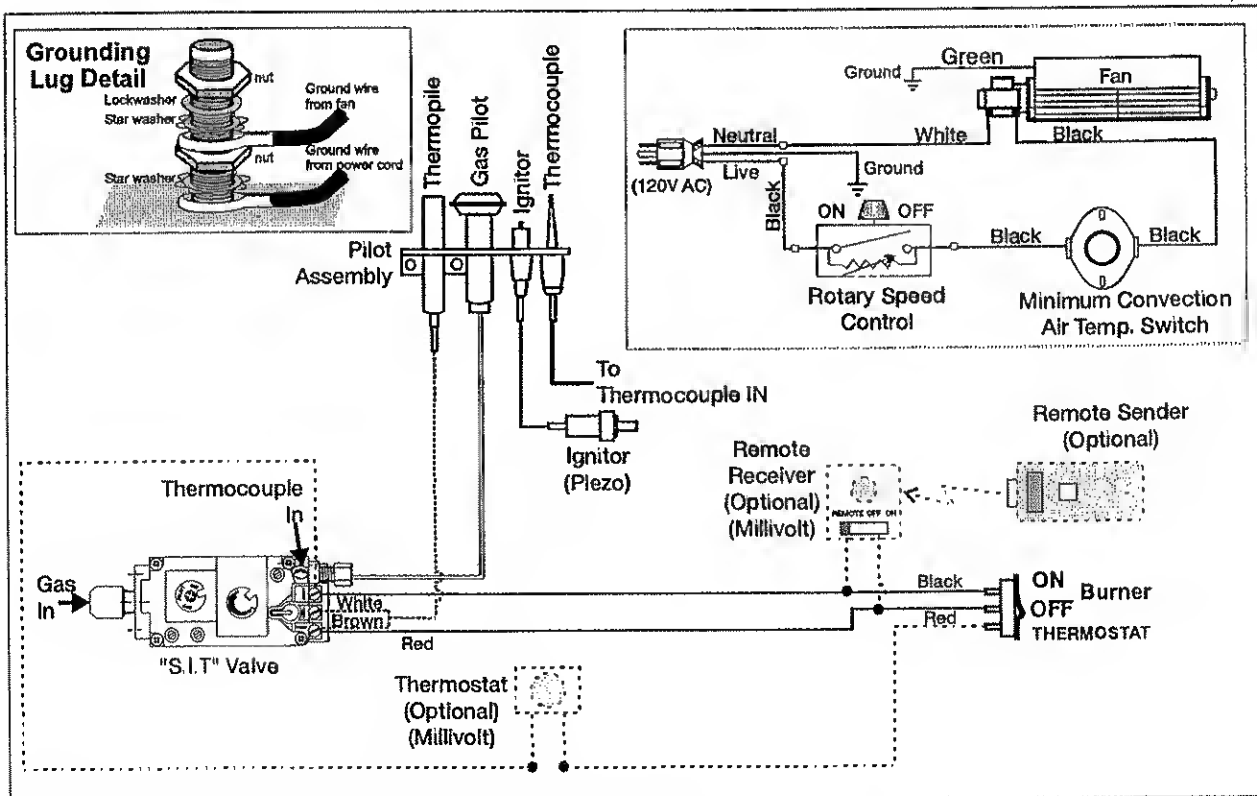 Grounding
Lug Detail
nut
Lockwasher
Star washer
Ground wire
from fan
nut
Ground wire
from power cord
Star washer
Thermopile
Gas Pilot
Ignitor
Thermocouple
Pilot
Assembly
To
Thermocouple IN
Ignitor
(Piezo)
Green
Ground
Fan
Neutral
White
Black
(120V AC)
Live
Ground
Black
ON
OFF
Black
Black
Rotary Speed
Control
Minimum Convection
Air Temp. Switch
Remote Sender
(Optional)
Remote
Receiver
(Optional)
(Millivolt)
REMOTE OFF ON
Thermocouple
In
Gas
In
White
Brown
Red
"S.I.T" Valve
Black
Red
ON
Burner
OFF
THERMOSTAT
Thermostat
(Optional)
(Millivolt)